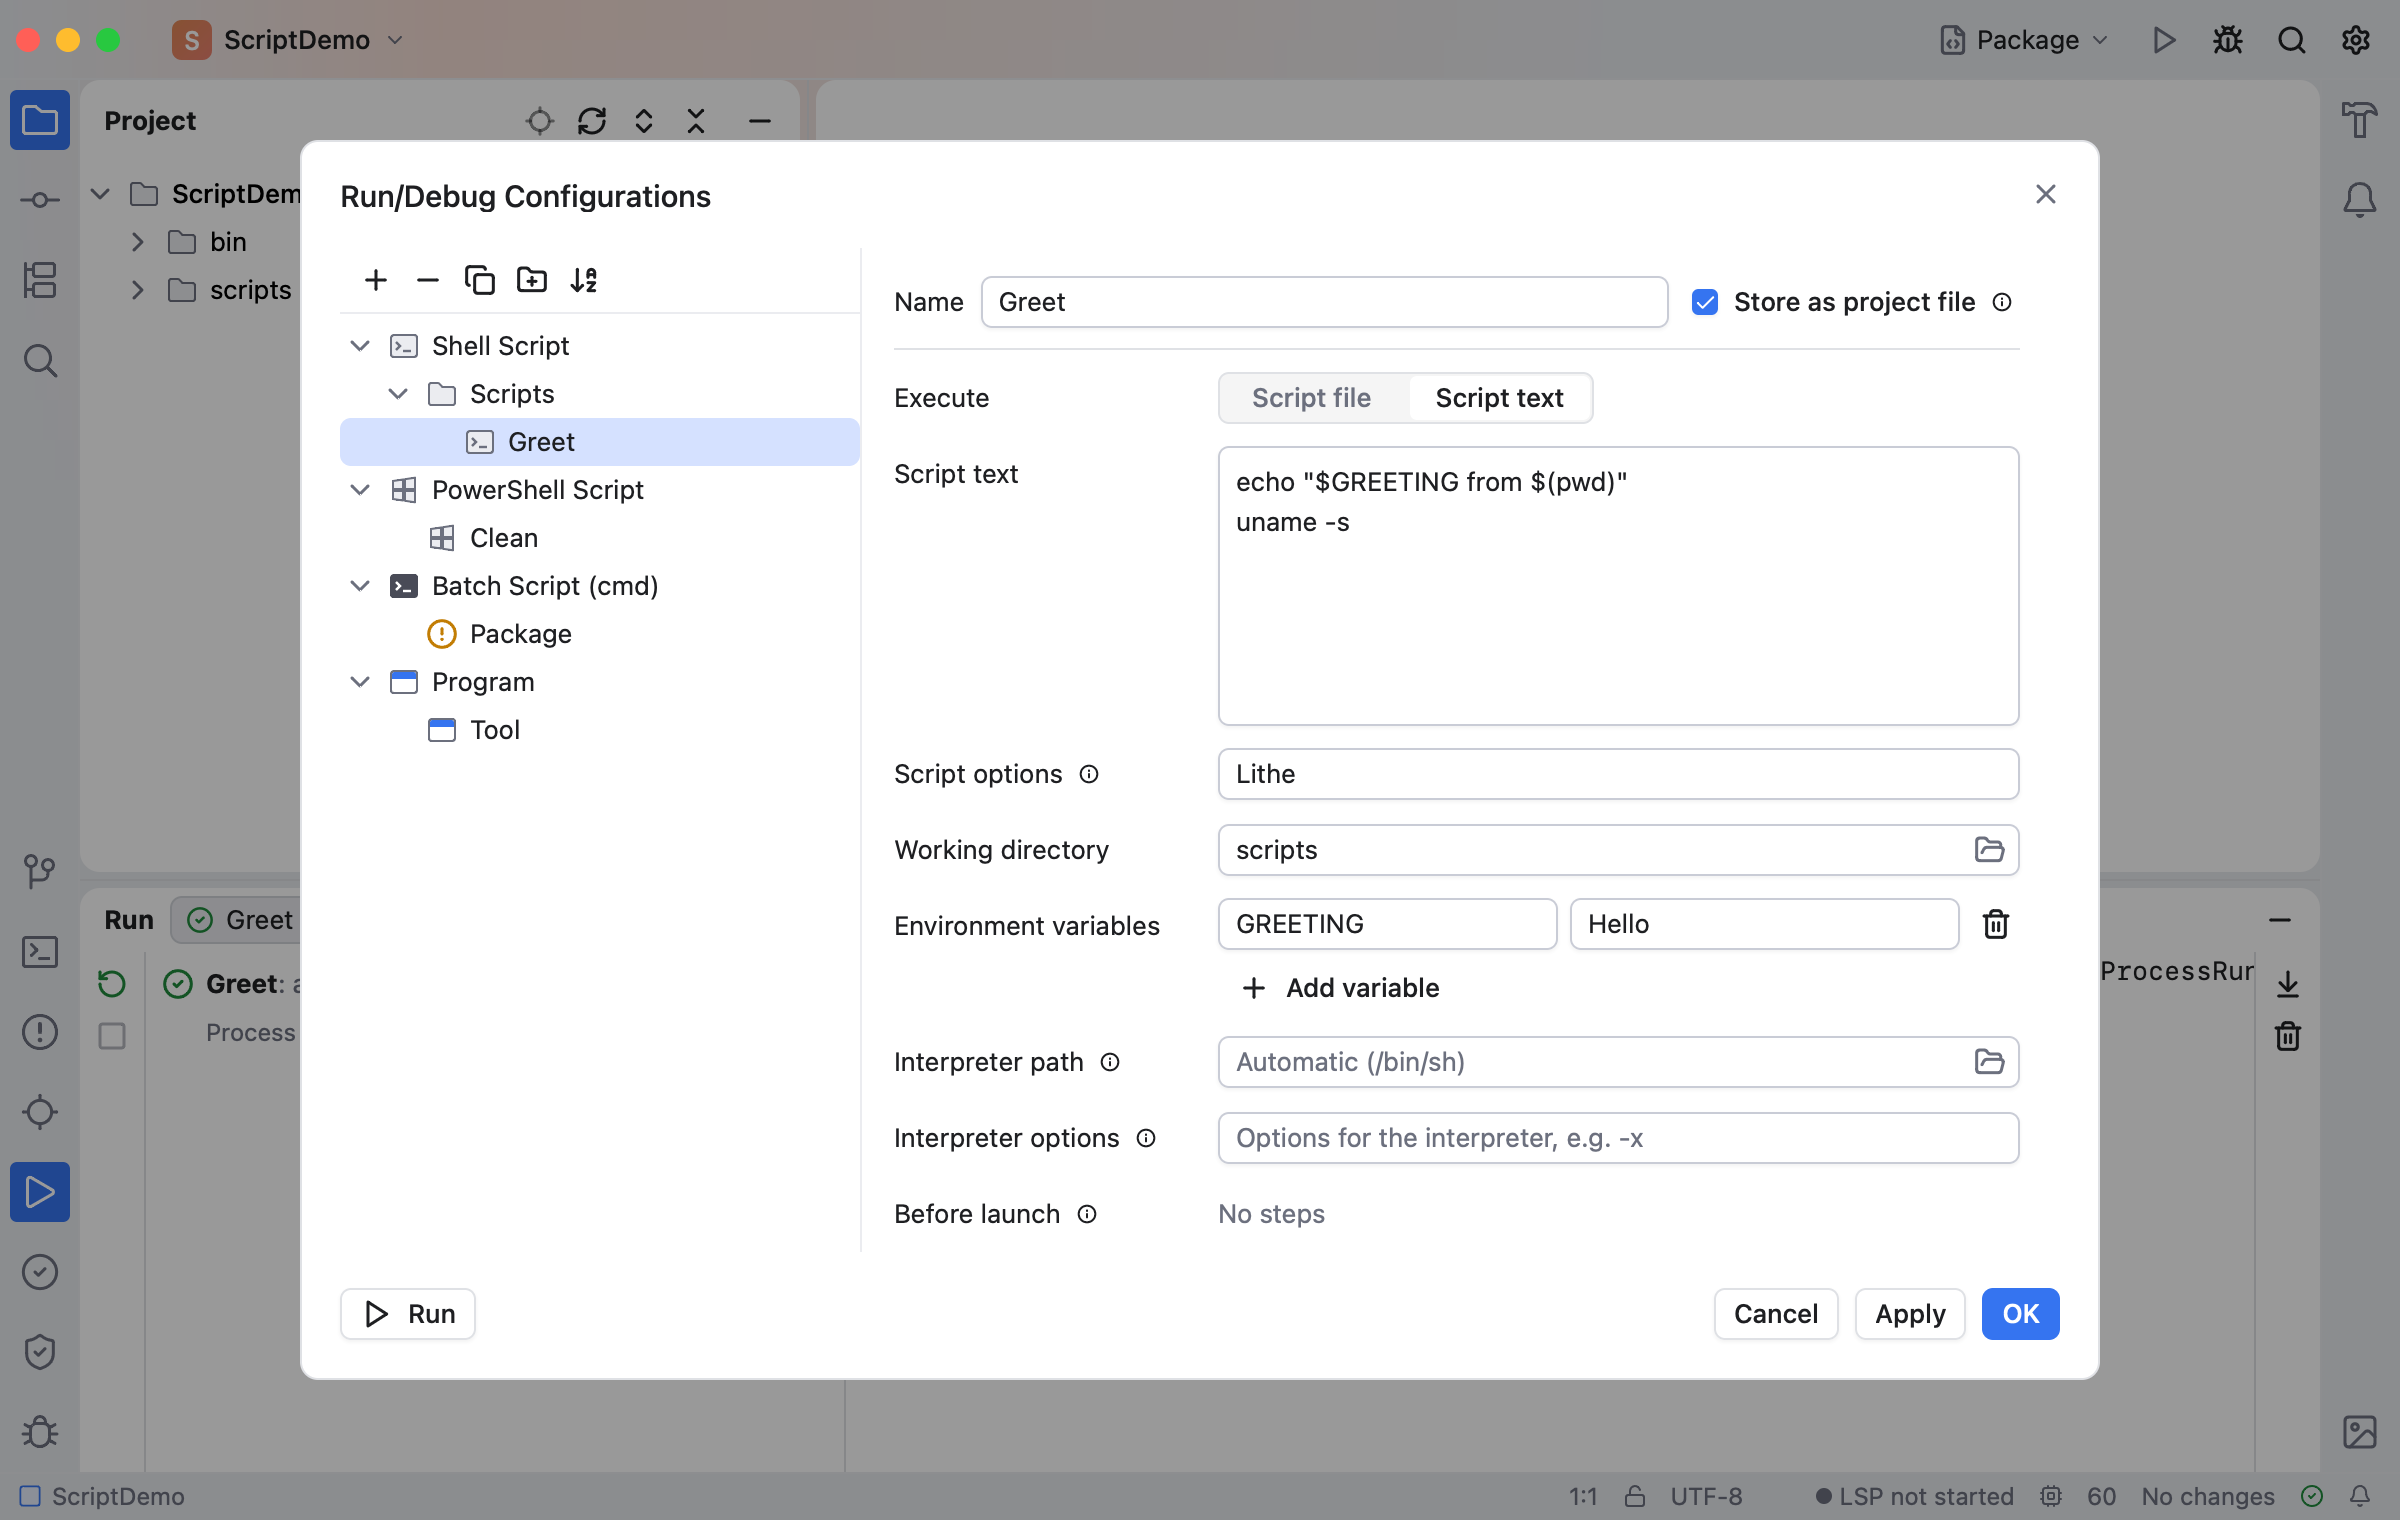 S ScriptDemo
Package
Project
ScriptDem
bin
scripts
Run/Debug Configurations
Shell Script
Scripts
Greet
PowerShell Script
Clean
Batch Script (cmd)
Package
Program
Tool
Name
Greet
Store as project file
Execute
Script file
Script text
Script text
echo "$GREETING from $(pwd)"
uname -s
Script options
Lithe
Working directory
scripts
Environment variables
GREETING
Hello
Add variable
Interpreter path
Automatic (/bin/sh)
Interpreter options
Options for the interpreter, e.g. -x
Before launch
No steps
Run
Cancel
Apply
OK
Run
Greet
Greet:
Process
ProcessRun
ScriptDemo
1:1
UTF-8
LSP not started
60
No changes